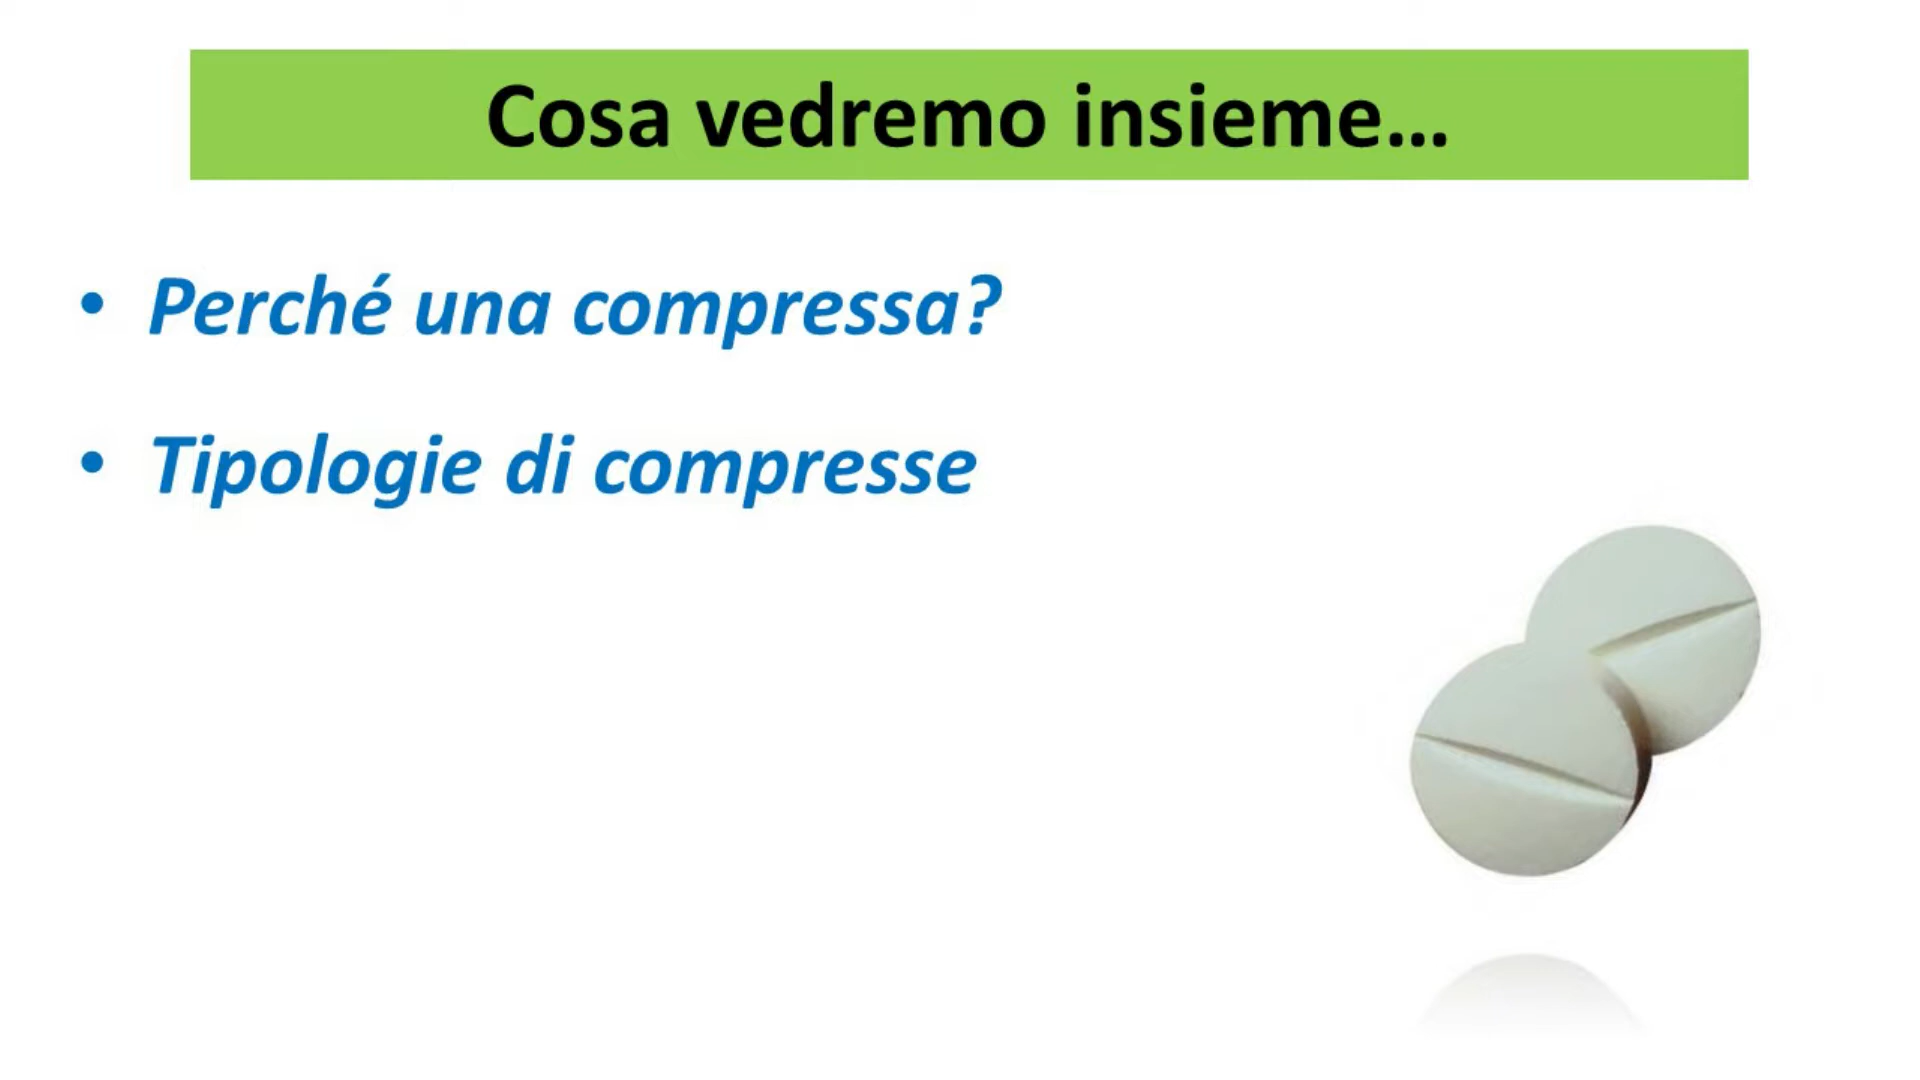 Cosa vedremo insieme...
• Perché una compressa?
• Tipologie di compresse